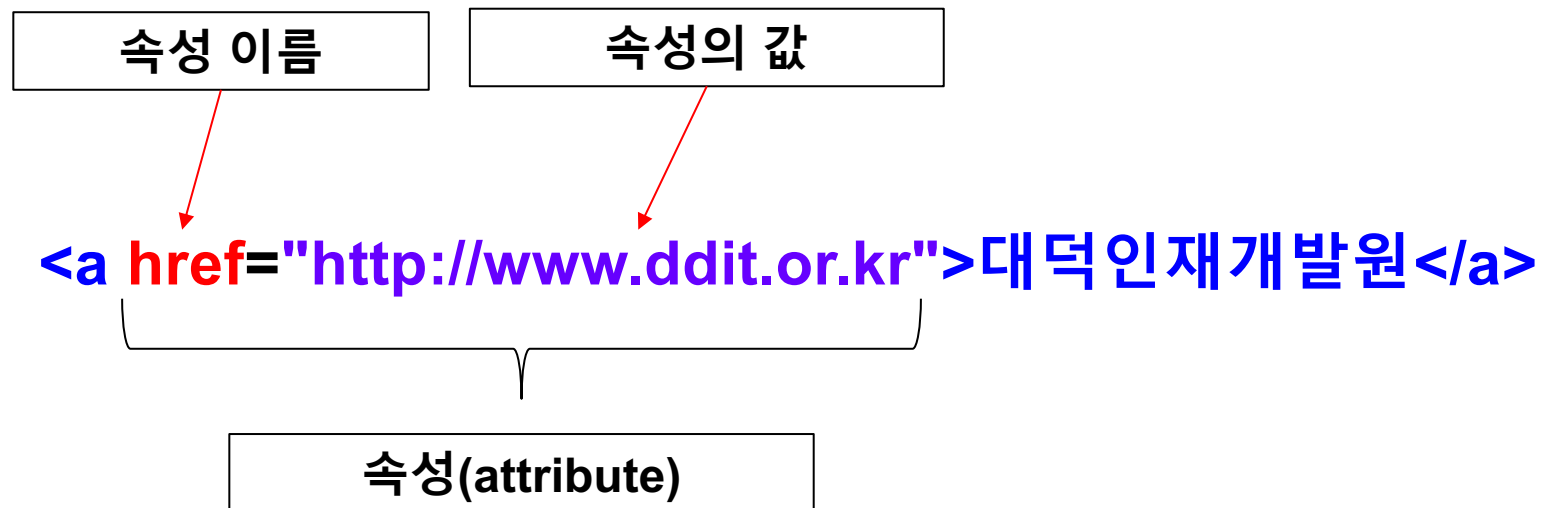 속성 이름
속성의 값
<a href="http://www.ddit.or.kr">대덕인재개발원</a>
속성(attribute)